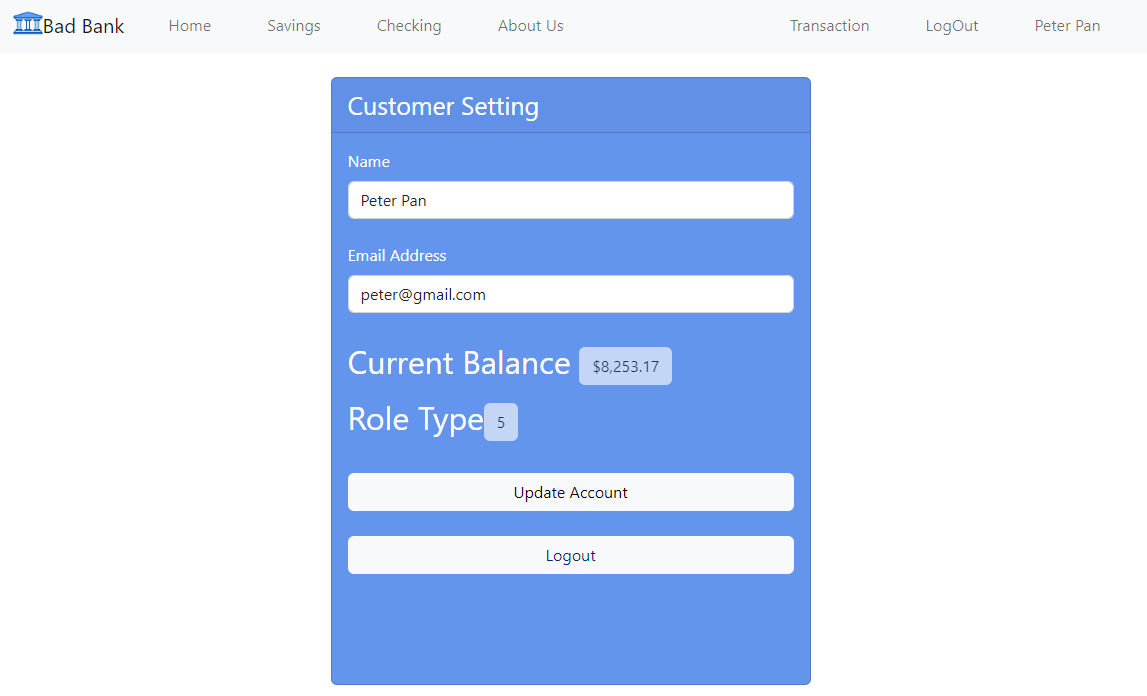 Bad Bank Home Savings Checking About Us Transaction LogOut Peter Pan
Customer Setting
Name
Peter Pan
Email Address
peter@gmail.com
Current Balance $8,253.17
Role Type 5
Update Account
Logout